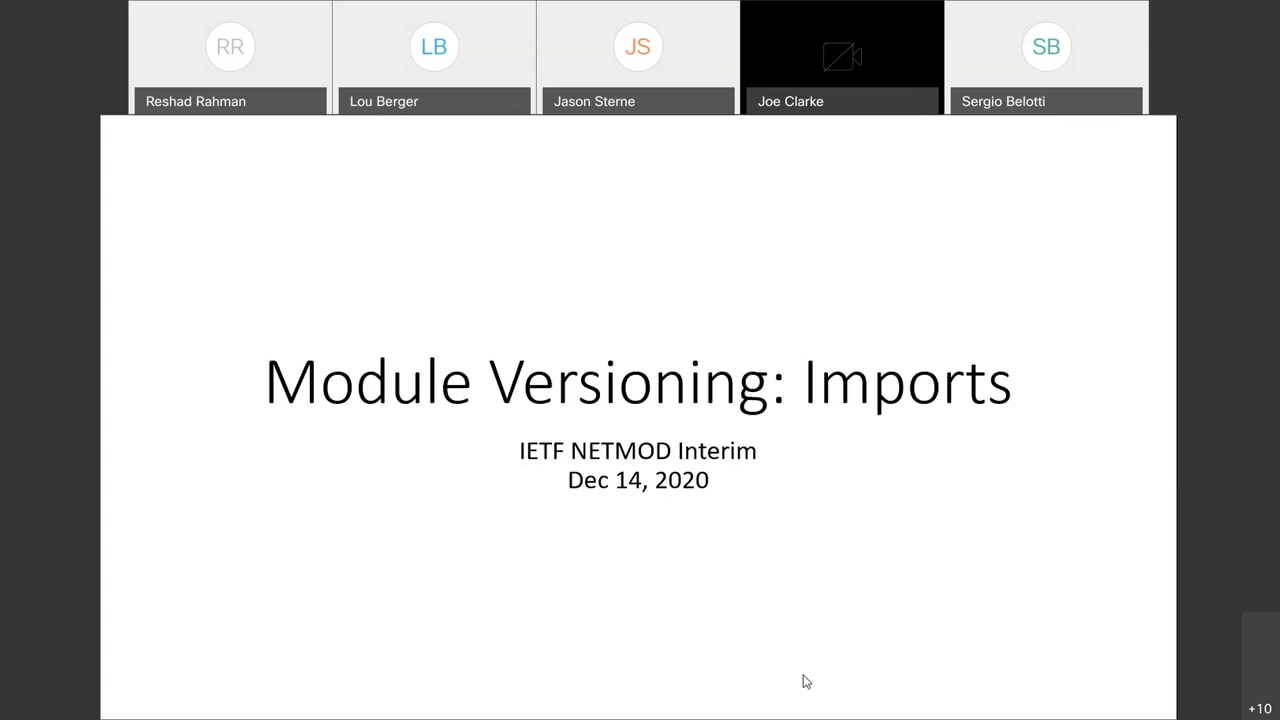 RR
LB
JS
SB
Reshad Rahman
Lou Berger
Jason Sterne
Joe Clarke
Sergio Belotti
Module Versioning: Imports
IETF NETMOD Interim
Dec 14, 2020
+10